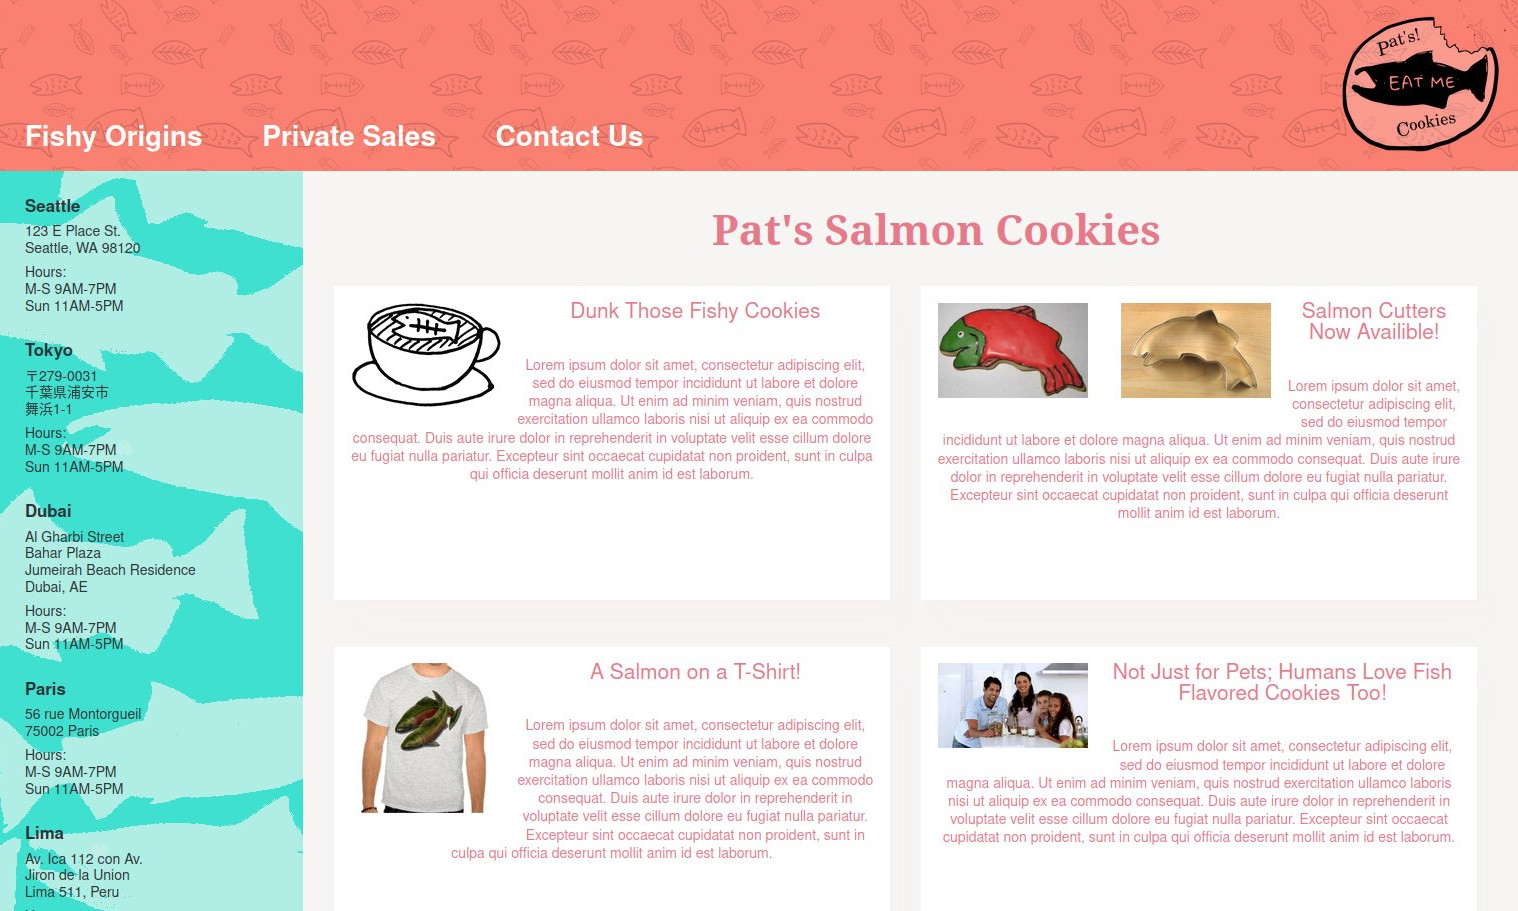 Pat's!
EAT ME
Cookies
Fishy Origins
Private Sales
Contact Us
Seattle
123 E Place St.
Seattle, WA 98120
Hours:
M-S 9AM-7PM
Sun 11AM-5PM
Tokyo
〒279-0031
千葉県浦安市
舞浜1-1
Hours:
M-S 9AM-7PM
Sun 11AM-5PM
Dubai
Al Gharbi Street
Bahar Plaza
Jumeirah Beach Residence
Dubai, AE
Hours:
M-S 9AM-7PM
Sun 11AM-5PM
Paris
56 rue Montorgueil
75002 Paris
Hours:
M-S 9AM-7PM
Sun 11AM-5PM
Lima
Av. Ica 112 con Av.
Jiron de la Union
Lima 511, Peru
Pat's Salmon Cookies
Dunk Those Fishy Cookies
Lorem ipsum dolor sit amet, consectetur adipiscing elit,
sed do eiusmod tempor incididunt ut labore et dolore
magna aliqua. Ut enim ad minim veniam, quis nostrud
exercitation ullamco laboris nisi ut aliquip ex ea commodo
consequat. Duis aute irure dolor in reprehenderit in voluptate velit esse cillum dolore
eu fugiat nulla pariatur. Excepteur sint occaecat cupidatat non proident, sunt in culpa
qui officia deserunt mollit anim id est laborum.
Salmon Cutters
Now Availible!
Lorem ipsum dolor sit amet,
consectetur adipiscing elit,
sed do eiusmod tempor
incididunt ut labore et dolore magna aliqua. Ut enim ad minim veniam, quis nostrud
exercitation ullamco laboris nisi ut aliquip ex ea commodo consequat. Duis aute irure
dolor in reprehenderit in voluptate velit esse cillum dolore eu fugiat nulla pariatur.
Excepteur sint occaecat cupidatat non proident, sunt in culpa qui officia deserunt
mollit anim id est laborum.
A Salmon on a T-Shirt!
Lorem ipsum dolor sit amet, consectetur adipiscing elit,
sed do eiusmod tempor incididunt ut labore et dolore
magna aliqua. Ut enim ad minim veniam, quis nostrud
exercitation ullamco laboris nisi ut aliquip ex ea commodo
consequat. Duis aute irure dolor in reprehenderit in
voluptate velit esse cillum dolore eu fugiat nulla pariatur.
Excepteur sint occaecat cupidatat non proident, sunt in
culpa qui officia deserunt mollit anim id est laborum.
Not Just for Pets; Humans Love Fish
Flavored Cookies Too!
Lorem ipsum dolor sit amet, consectetur adipiscing elit,
sed do eiusmod tempor incididunt ut labore et dolore
magna aliqua. Ut enim ad minim veniam, quis nostrud exercitation ullamco laboris
nisi ut aliquip ex ea commodo consequat. Duis aute irure dolor in reprehenderit in
voluptate velit esse cillum dolore eu fugiat nulla pariatur. Excepteur sint occaecat
cupidatat non proident, sunt in culpa qui officia deserunt mollit anim id est laborum.